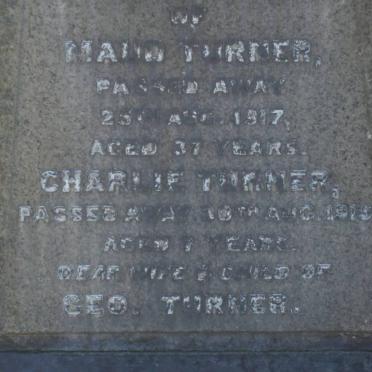 OF
MAUD TURNER,
PASSED AWAY
25TH AUG. 1917,
AGED 37 YEARS.
CHARLIE TURNER,
PASSED AWAY AUG.
AGED 7 YEARS.
DEAR WIFE & CHILD OF
GEO. TURNER.